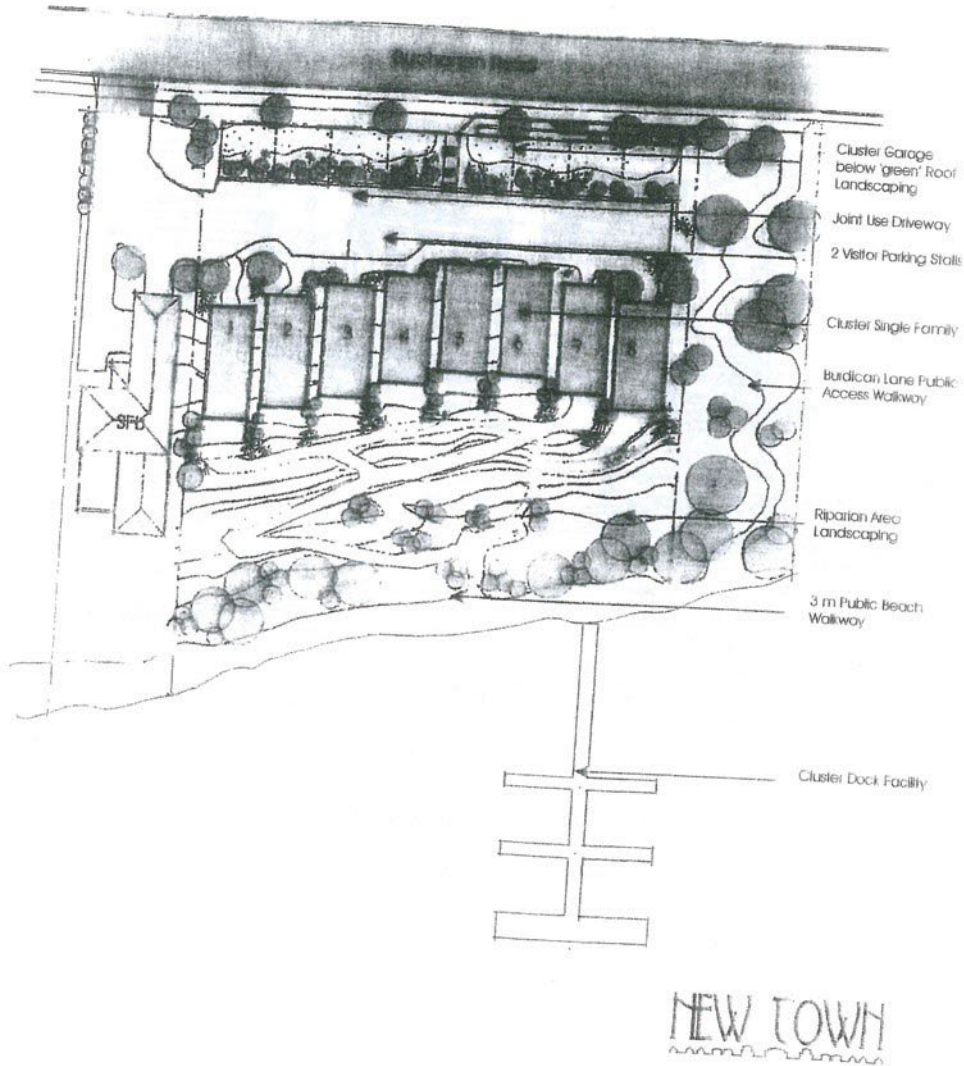 Cluster Garage
below 'green' Roof
Landscaping
Joint Use Driveway
2 Visitor Parking Stalls
1
2
3
4
5
6
7
8
Cluster Single Family
Burdican Lane Public
Access Walkway
SFD
Riparian Area
Landscaping
3 m Public Beach
Walkway
Cluster Dock Facility
NEW TOWN